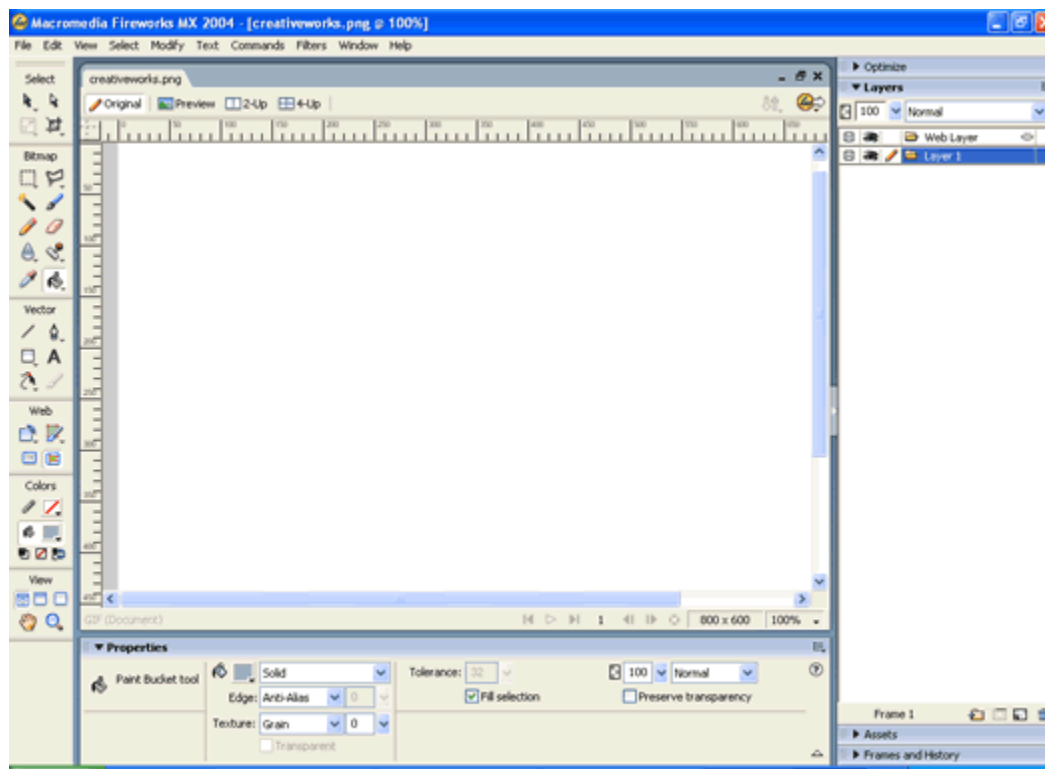 Macromedia Fireworks MX 2004 - [creativeworks.png @ 100%]
File Edit View Select Modify Text Commands Filters Window Help
Select
creativeworks.png
Original Preview 2-Up 4-Up
Bitmap
Vector
Web
Colors
View
GIF (Document)
1
800 x 600
100%
Properties
Paint Bucket tool
Solid
Tolerance: 32
100
Normal
Edge: Anti-Alias 0
Fill selection
Preserve transparency
Texture: Grain 0
Transparent
Optimize
Layers
100
Normal
Web Layer
Layer 1
Frame 1
Assets
Frames and History